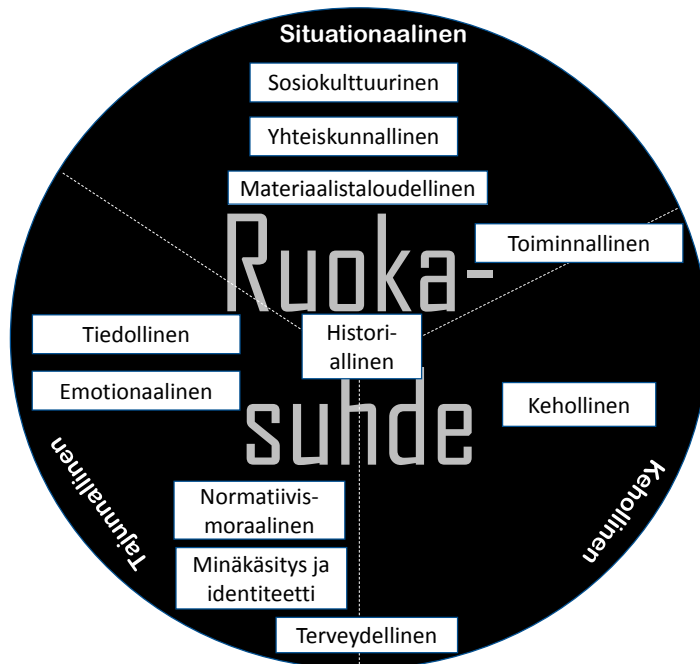 Situationaalinen
Sosiokulttuurinen
Yhteiskunnallinen
Materiaalistaloudellinen
Ruoka-
Toiminnallinen
Tiedollinen
Histori-
allinen
Emotionaalinen
Kehollinen
suhde
Tajunnallinen
Kehollinen
Normatiivis-
moraalinen
Minäkäsitys ja
identiteetti
Terveydellinen